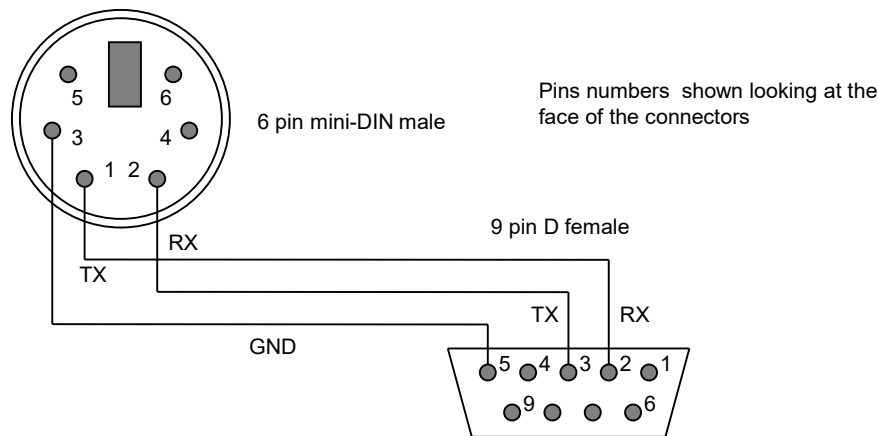 5
6
Pins numbers shown looking at the
face of the connectors
3
4
6 pin mini-DIN male
1
2
9 pin D female
RX
TX
TX
RX
GND
5
4
3
2
1
9
6